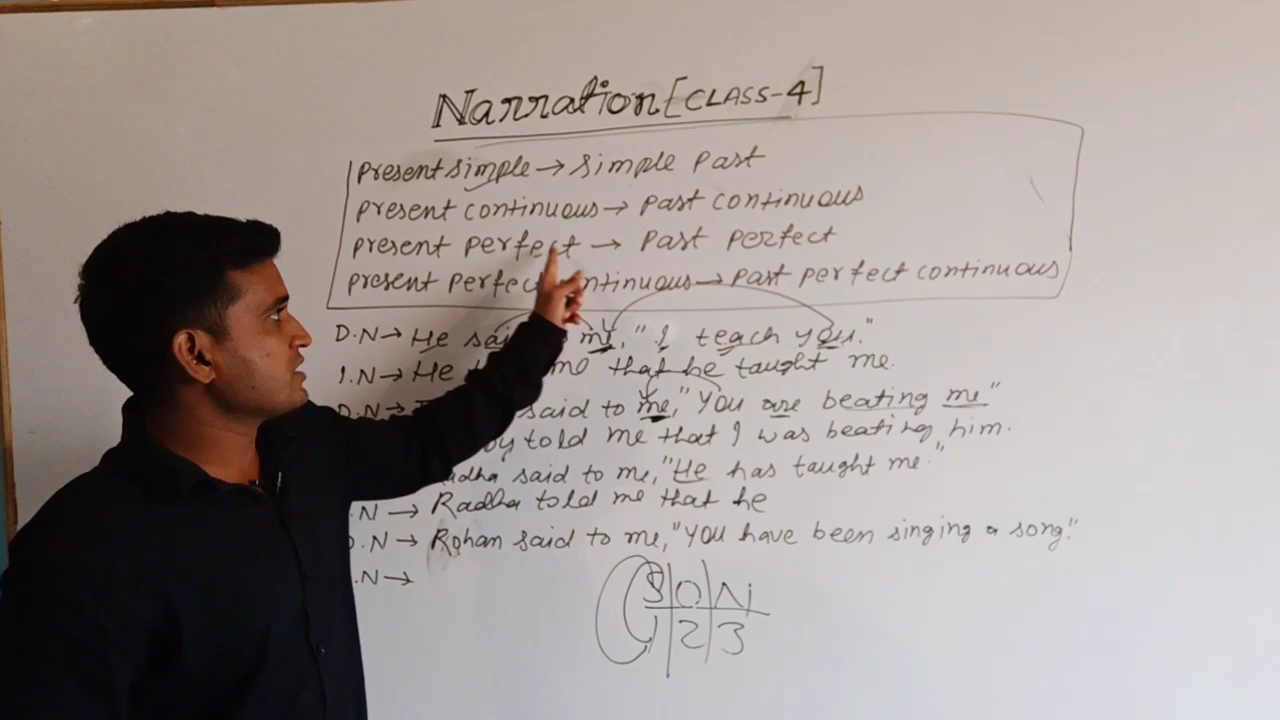 Narration [CLASS-4]
Present simple → simple Past
Present continuous → Past continuous
Present perfect → Past perfect
Present perfect continuous → Past perfect continuous
D.N → He said me, "I teach you."
I.N → He me that he taught me.
D.N → said to me, "You are beating me"
told me that I was beating him.
said to me, "He has taught me."
.N → Radha told me that he
D.N → Rohan said to me, "You have been singing a song."
.N →
S O N
1 2 3